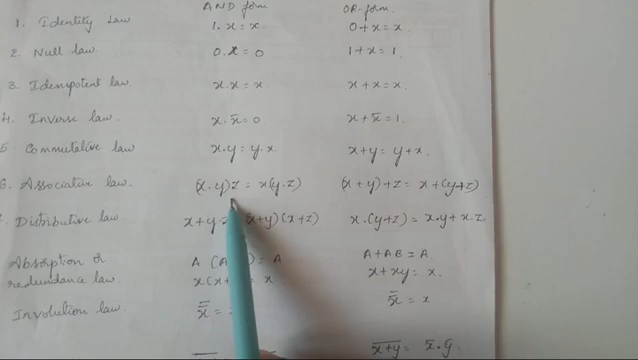 AND form OR-form.
1. Identity Law 1.x = x 0+x = x.
2. Null law. 0.x = 0 1+x = 1.
3. Idempotent law. x.x = x x+x = x.
4. Inverse law. x.x̅ = 0. x+x̅ = 1.
5 Commutative law x.y = y.x x+y = y+x.
6. Associative law. (x.y)z = x(y.z) (x+y)+z = x+(y+z)
Distributive law. x+y. (x+y)(x+z) x.(y+z) = x.y+x.z.
Absorption or A(A ) = A A+AB = A.
redundance law. x(x+ = x x+xy = x.
Involution law x̿ = x
x̅+̅y̅ = x̅.y̅.